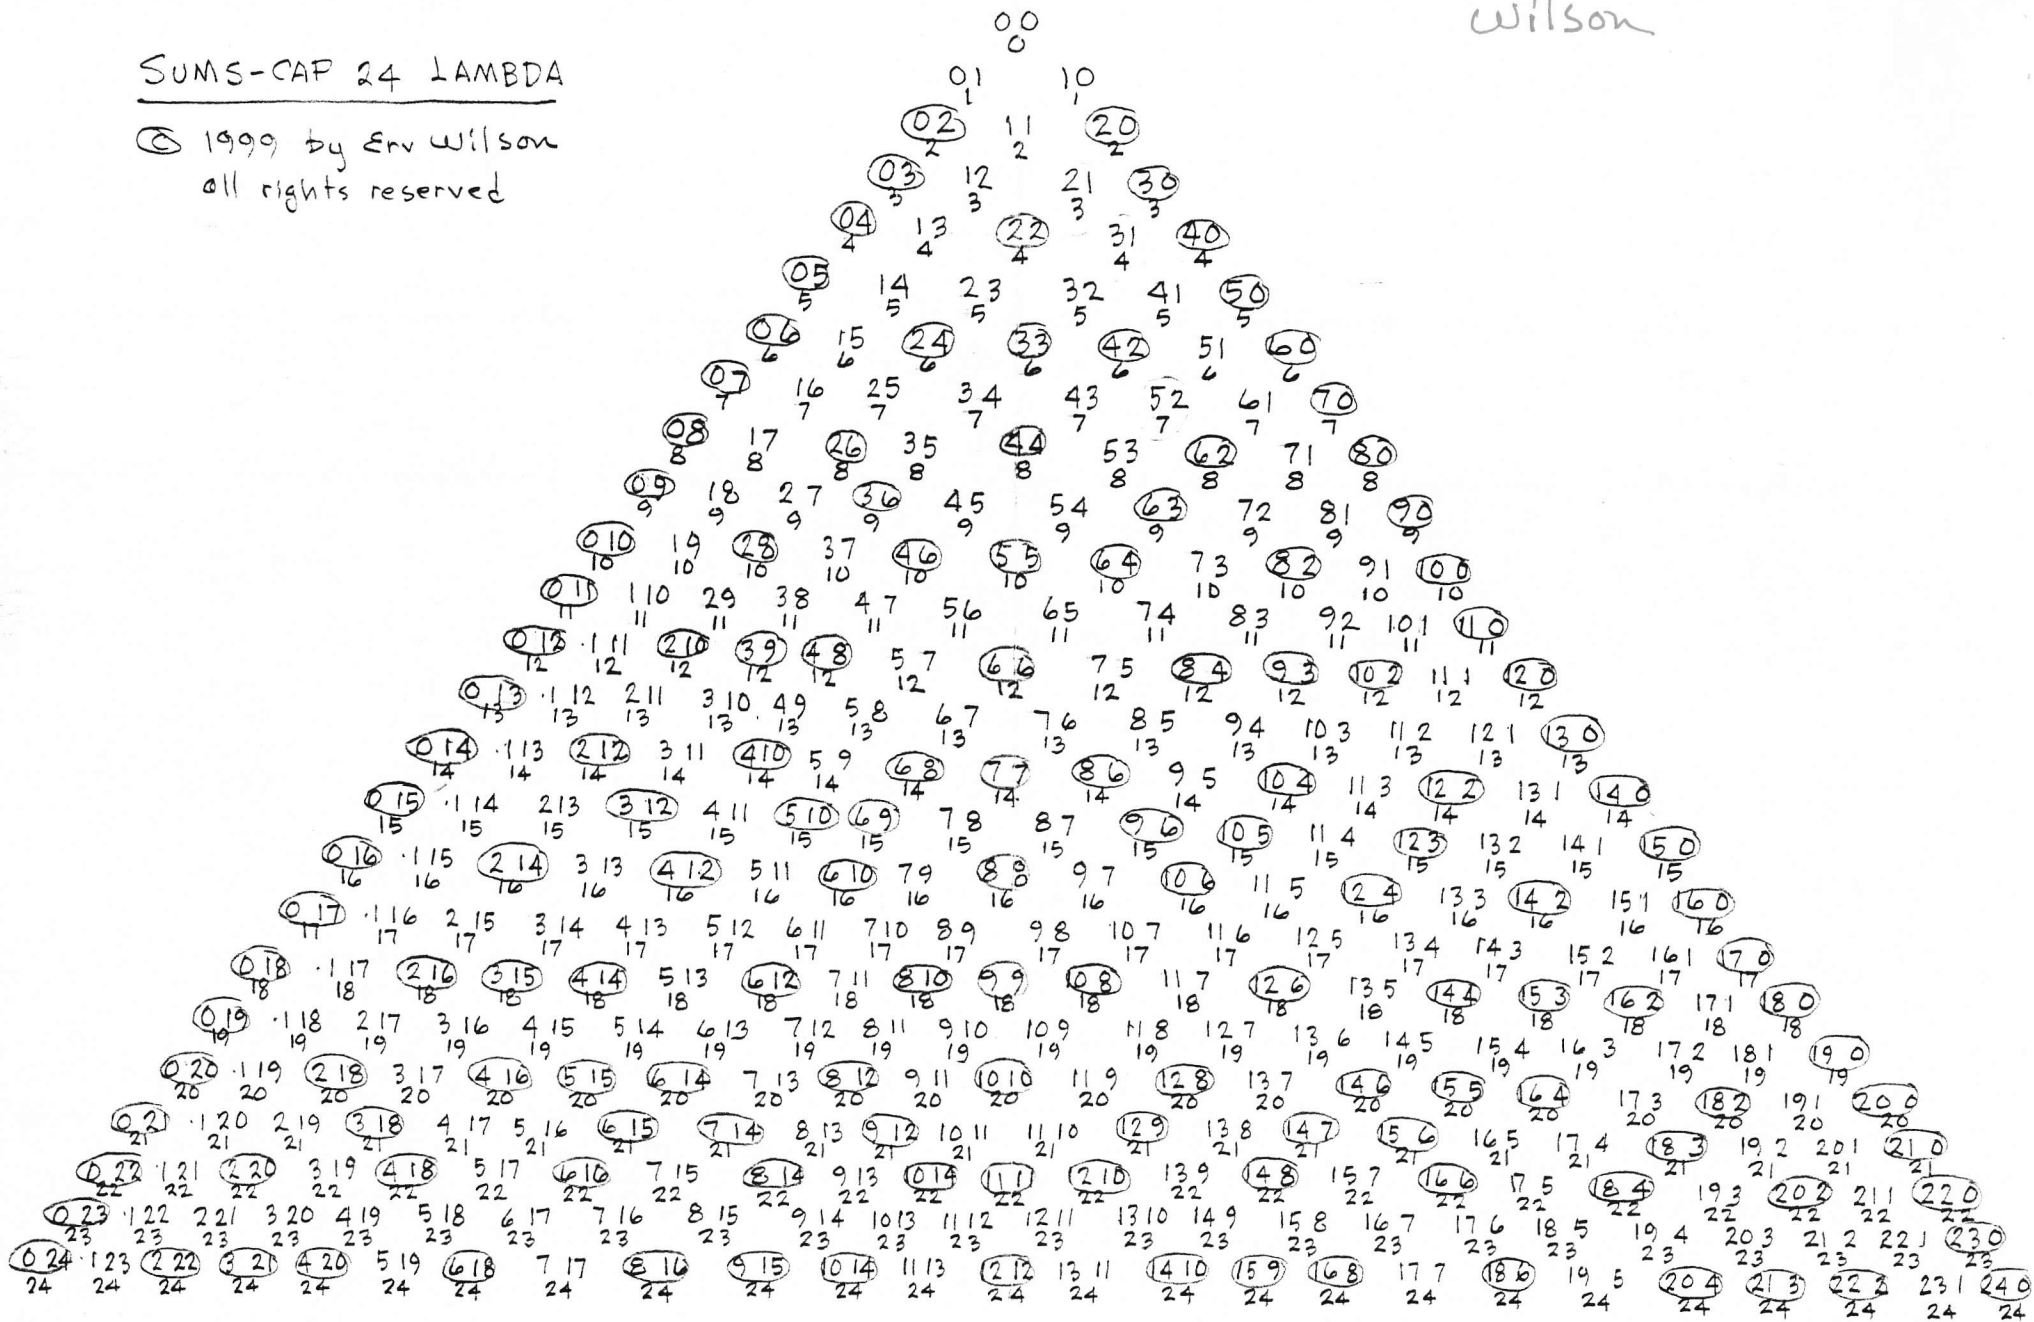 Wilson
SUMS-CAP 24 LAMBDA
© 1999 by Erv Wilson
all rights reserved
00
0
01 10
1 1
02 11 20
2 2 2
03 12 21 30
3 3 3 3
04 13 22 31 40
4 4 4 4 4
05 14 23 32 41 50
5 5 5 5 5 5
06 15 24 33 42 51 60
6 6 6 6 6 6 6
07 16 25 34 43 52 61 70
7 7 7 7 7 7 7 7
08 17 26 35 44 53 62 71 80
8 8 8 8 8 8 8 8 8
09 18 27 36 45 54 63 72 81 90
9 9 9 9 9 9 9 9 9 9
0 10 19 28 37 46 55 64 73 82 91 10 0
10 10 10 10 10 10 10 10 10 10 10
0 11 1 10 29 38 47 56 65 74 83 92 10 1 11 0
11 11 11 11 11 11 11 11 11 11 11 11
0 12 1 11 2 10 39 48 57 66 75 84 93 10 2 11 1 12 0
12 12 12 12 12 12 12 12 12 12 12 12 12
0 13 1 12 2 11 3 10 49 58 67 76 85 94 10 3 11 2 12 1 13 0
13 13 13 13 13 13 13 13 13 13 13 13 13 13
0 14 1 13 2 12 3 11 4 10 5 9 6 8 7 7 8 6 9 5 10 4 11 3 12 2 13 1 14 0
14 14 14 14 14 14 14 14 14 14 14 14 14 14 14
0 15 1 14 2 13 3 12 4 11 5 10 6 9 7 8 8 7 9 6 10 5 11 4 12 3 13 2 14 1 15 0
15 15 15 15 15 15 15 15 15 15 15 15 15 15 15 15
0 16 1 15 2 14 3 13 4 12 5 11 6 10 7 9 8 8 9 7 10 6 11 5 12 4 13 3 14 2 15 1 16 0
16 16 16 16 16 16 16 16 16 16 16 16 16 16 16 16 16
0 17 1 16 2 15 3 14 4 13 5 12 6 11 7 10 8 9 9 8 10 7 11 6 12 5 13 4 14 3 15 2 16 1 17 0
17 17 17 17 17 17 17 17 17 17 17 17 17 17 17 17 17 17
0 18 1 17 2 16 3 15 4 14 5 13 6 12 7 11 8 10 9 9 10 8 11 7 12 6 13 5 14 4 15 3 16 2 17 1 18 0
18 18 18 18 18 18 18 18 18 18 18 18 18 18 18 18 18 18 18
0 19 1 18 2 17 3 16 4 15 5 14 6 13 7 12 8 11 9 10 10 9 11 8 12 7 13 6 14 5 15 4 16 3 17 2 18 1 19 0
19 19 19 19 19 19 19 19 19 19 19 19 19 19 19 19 19 19 19 19
0 20 1 19 2 18 3 17 4 16 5 15 6 14 7 13 8 12 9 11 10 10 11 9 12 8 13 7 14 6 15 5 16 4 17 3 18 2 19 1 20 0
20 20 20 20 20 20 20 20 20 20 20 20 20 20 20 20 20 20 20 20 20
0 21 1 20 2 19 3 18 4 17 5 16 6 15 7 14 8 13 9 12 10 11 11 10 12 9 13 8 14 7 15 6 16 5 17 4 18 3 19 2 20 1 21 0
21 21 21 21 21 21 21 21 21 21 21 21 21 21 21 21 21 21 21 21 21 21
0 22 1 21 2 20 3 19 4 18 5 17 6 16 7 15 8 14 9 13 10 14 11 11 12 10 13 9 14 8 15 7 16 6 17 5 18 4 19 3 20 2 21 1 22 0
22 22 22 22 22 22 22 22 22 22 22 22 22 22 22 22 22 22 22 22 22 22 22
0 23 1 22 2 21 3 20 4 19 5 18 6 17 7 16 8 15 9 14 10 13 11 12 12 11 13 10 14 9 15 8 16 7 17 6 18 5 19 4 20 3 21 2 22 1 23 0
23 23 23 23 23 23 23 23 23 23 23 23 23 23 23 23 23 23 23 23 23 23 23 23
0 24 1 23 2 22 3 21 4 20 5 19 6 18 7 17 8 16 9 15 10 14 11 13 12 12 13 11 14 10 15 9 16 8 17 7 18 6 19 5 20 4 21 3 22 2 23 1 24 0
24 24 24 24 24 24 24 24 24 24 24 24 24 24 24 24 24 24 24 24 24 24 24 24 24